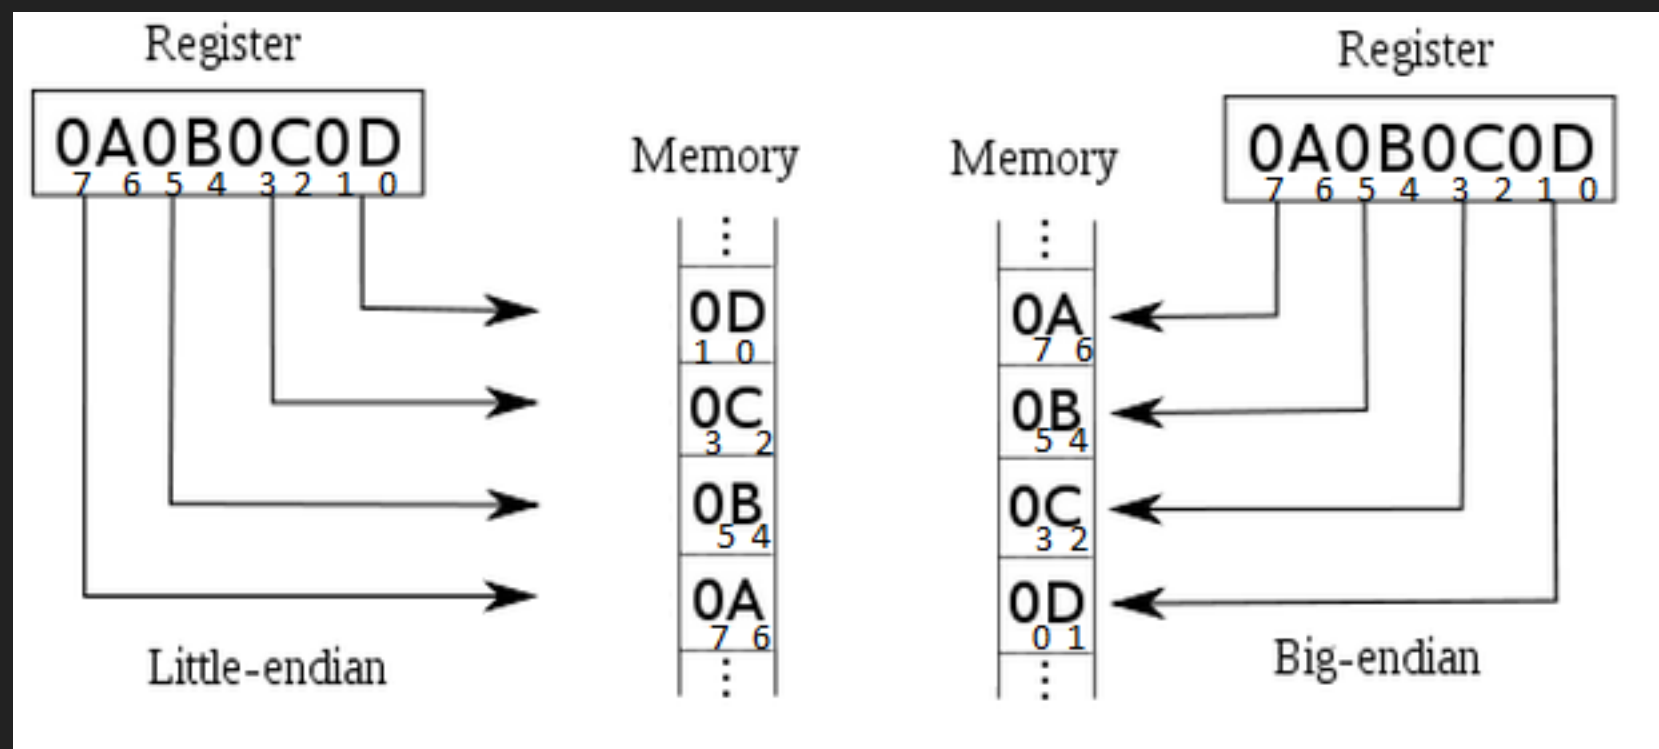 Register
0A0B0C0D
7 6 5 4 3 2 1 0
Memory
0D
1 0
0C
3 2
0B
5 4
0A
7 6
Little-endian
Register
0A0B0C0D
7 6 5 4 3 2 1 0
Memory
0A
7 6
0B
5 4
0C
3 2
0D
0 1
Big-endian